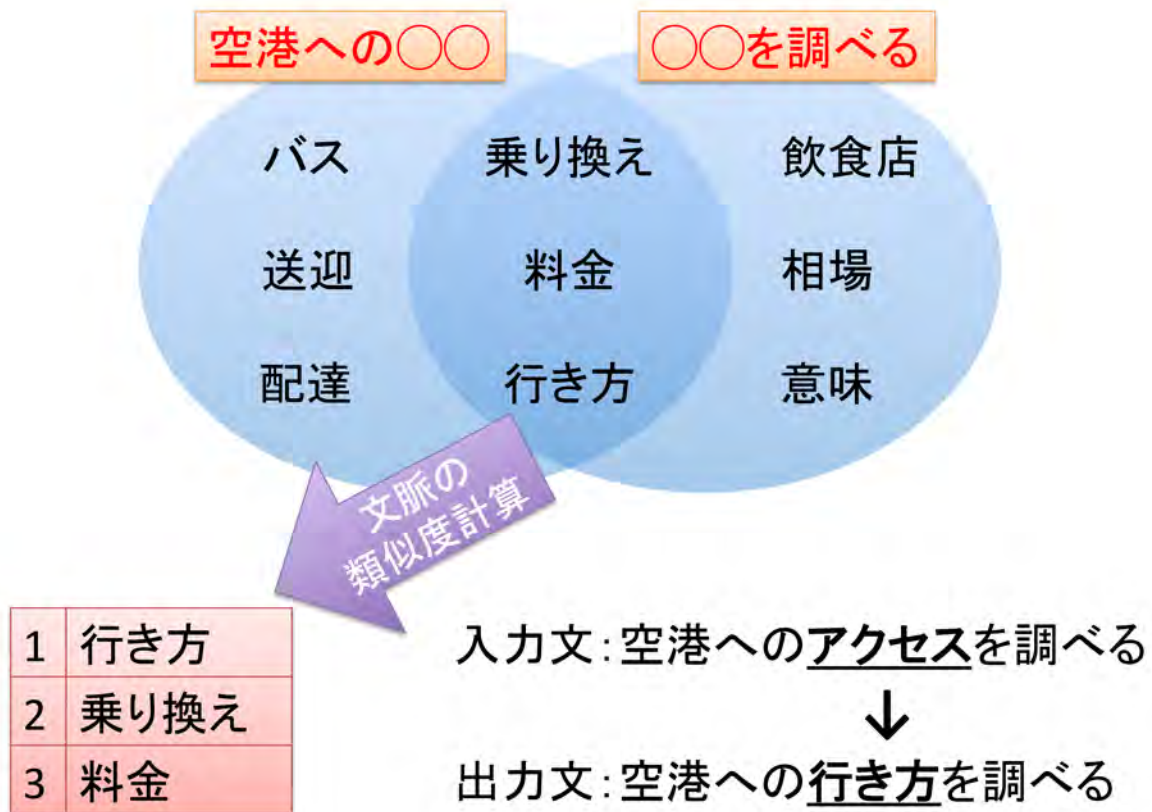 空港への○○
○○を調べる
バス 乗り換え 飲食店
送迎 料金 相場
配達 行き方 意味
文脈の
類似度計算
1 行き方
2 乗り換え
3 料金
入力文：空港へのアクセスを調べる
↓
出力文：空港への行き方を調べる